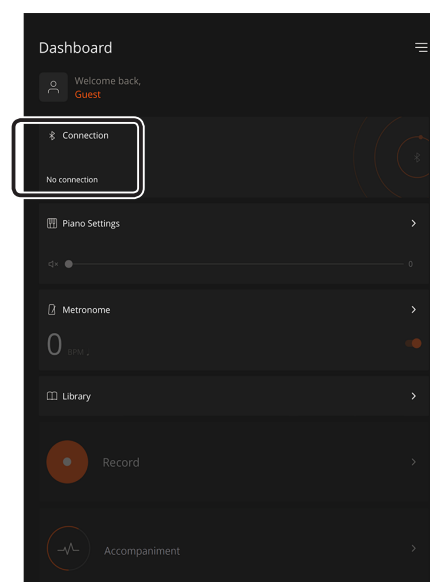 Dashboard
Welcome back,
Guest
Connection
No connection
Piano Settings
0
Metronome
0 BPM
Library
Record
Accompaniment